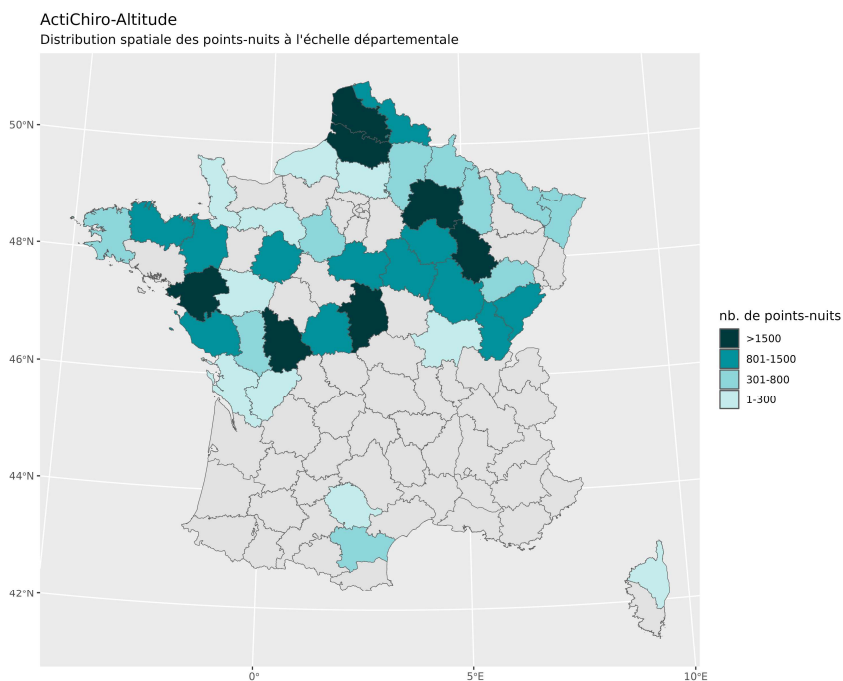 ActiChiro-Altitude
Distribution spatiale des points-nuits à l'échelle départementale
50°N
48°N
46°N
44°N
42°N
0°
5°E
10°E
nb. de points-nuits
>1500
801-1500
301-800
1-300